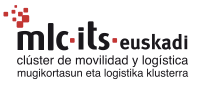 mlc·its·euskadi
clúster de movilidad y logística
mugikortasun eta logistika klusterra